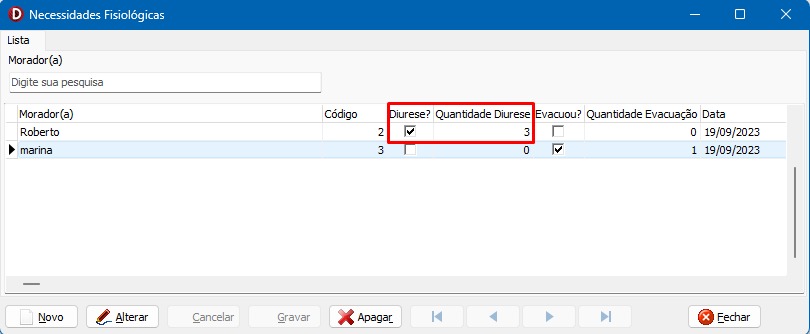 Necessidades Fisiológicas
Lista
Morador(a)
Digite sua pesquisa
Morador(a) Código Diurese? Quantidade Diurese Evacuou? Quantidade Evacuação Data
Roberto 2 3 0 19/09/2023
marina 3 0 1 19/09/2023
Novo Alterar Cancelar Gravar Apagar Fechar